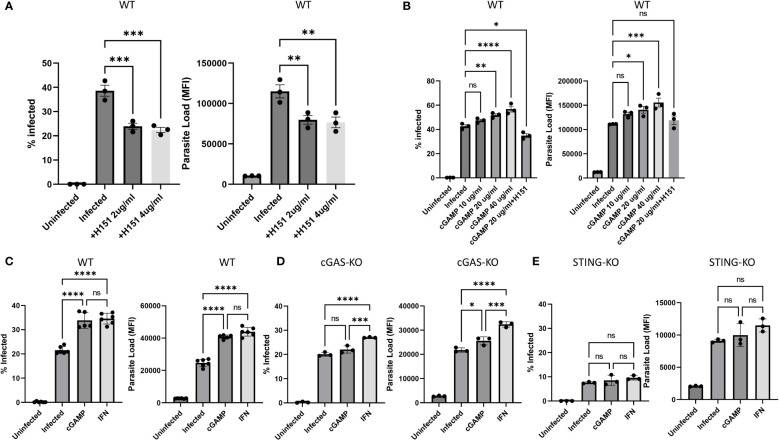 A
WT
***
***
% infected
50
40
30
20
10
0
Uninfected
Infected
+H151 2ug/ml
+H151 4ug/ml
WT
**
**
Parasite Load (MFI)
150000
100000
50000
0
Uninfected
Infected
+H151 2ug/ml
+H151 4ug/ml
B
WT
*
****
**
ns
% infected
80
60
40
20
0
Uninfected
Infected
cGAMP 10 ug/ml
cGAMP 20 ug/ml
cGAMP 40 ug/ml
cGAMP 20 ug/ml+H151
WT
ns
***
*
ns
Parasite Load (MFI)
200000
150000
100000
50000
0
Uninfected
Infected
cGAMP 10 ug/ml
cGAMP 20 ug/ml
cGAMP 40 ug/ml
cGAMP 20 ug/ml+H151
C
WT
****
****
ns
% Infected
40
30
20
10
0
Uninfected
Infected
cGAMP
IFN
WT
****
****
ns
Parasite Load (MFI)
60000
40000
20000
0
Uninfected
Infected
cGAMP
IFN
D
cGAS-KO
****
ns
***
% Infected
40
30
20
10
0
Uninfected
Infected
cGAMP
IFN
cGAS-KO
****
*
***
Parasite Load (MFI)
40000
30000
20000
10000
0
Uninfected
Infected
cGAMP
IFN
E
STING-KO
ns
ns
ns
% Infected
30
20
10
0
Uninfected
Infected
cGAMP
IFN
STING-KO
ns
ns
ns
Parasite Load (MFI)
15000
10000
5000
0
Uninfected
Infected
cGAMP
IFN